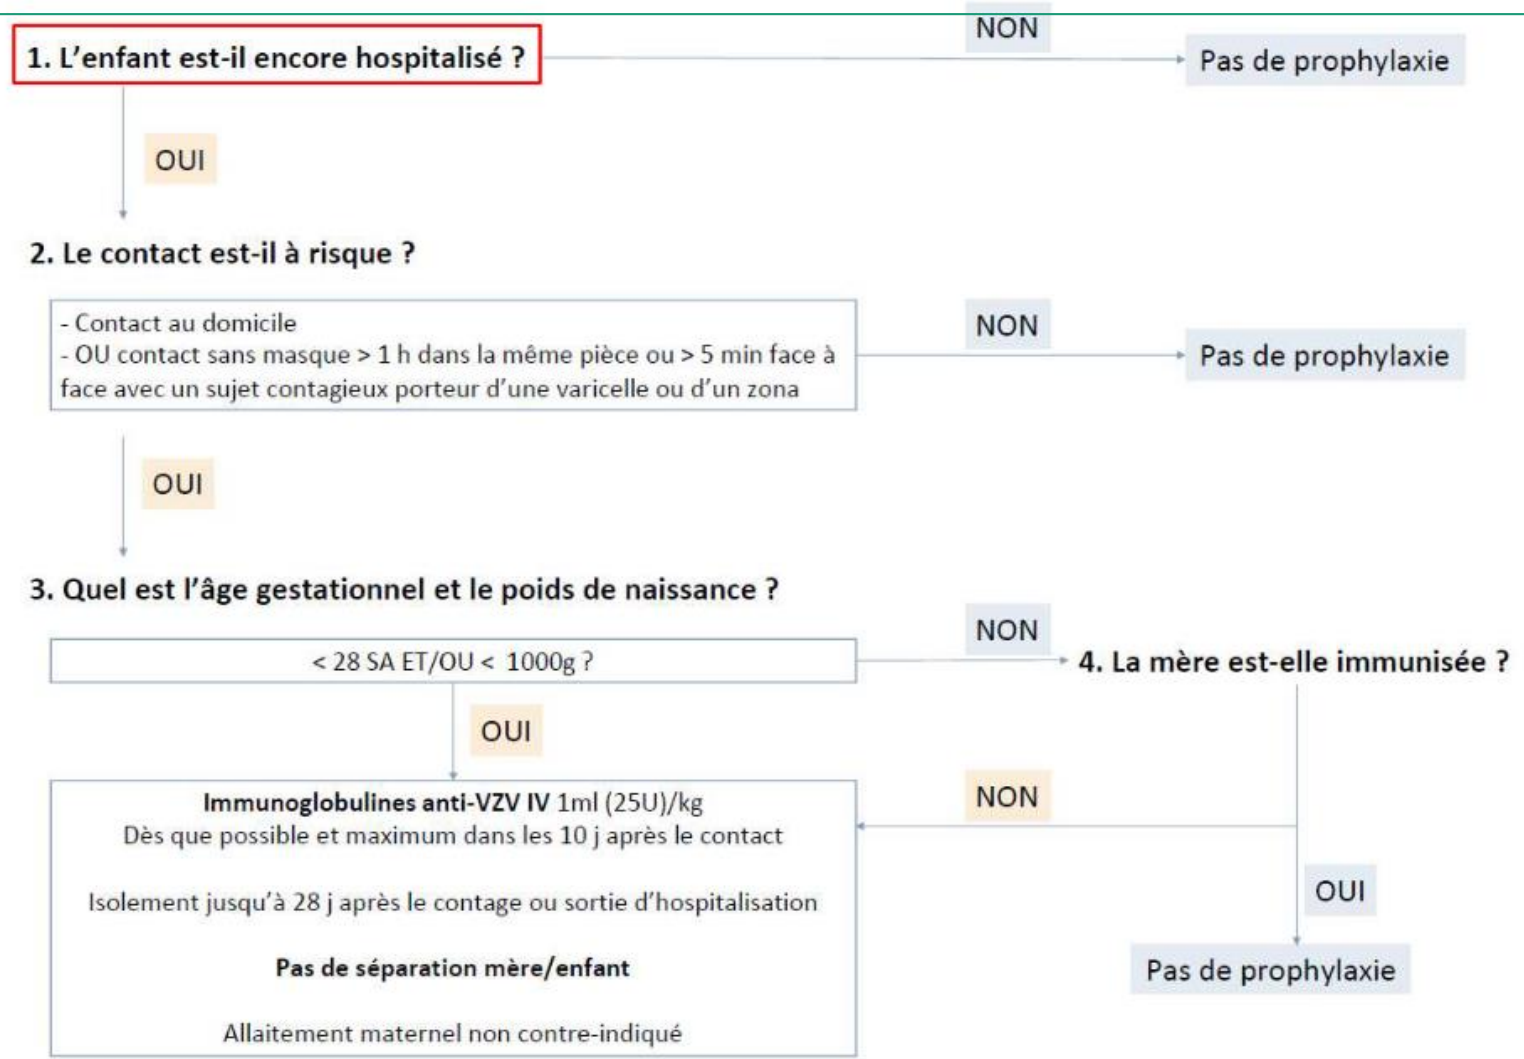 1. L'enfant est-il encore hospitalisé ?
NON
Pas de prophylaxie
OUI
2. Le contact est-il à risque ?
- Contact au domicile
- OU contact sans masque > 1 h dans la même pièce ou > 5 min face à
face avec un sujet contagieux porteur d'une varicelle ou d'un zona
NON
Pas de prophylaxie
OUI
3. Quel est l'âge gestationnel et le poids de naissance ?
< 28 SA ET/OU < 1000g ?
NON
4. La mère est-elle immunisée ?
OUI
Immunoglobulines anti-VZV IV 1ml (25U)/kg
Dès que possible et maximum dans les 10 j après le contact
Isolement jusqu'à 28 j après le contage ou sortie d'hospitalisation
Pas de séparation mère/enfant
Allaitement maternel non contre-indiqué
NON
OUI
Pas de prophylaxie